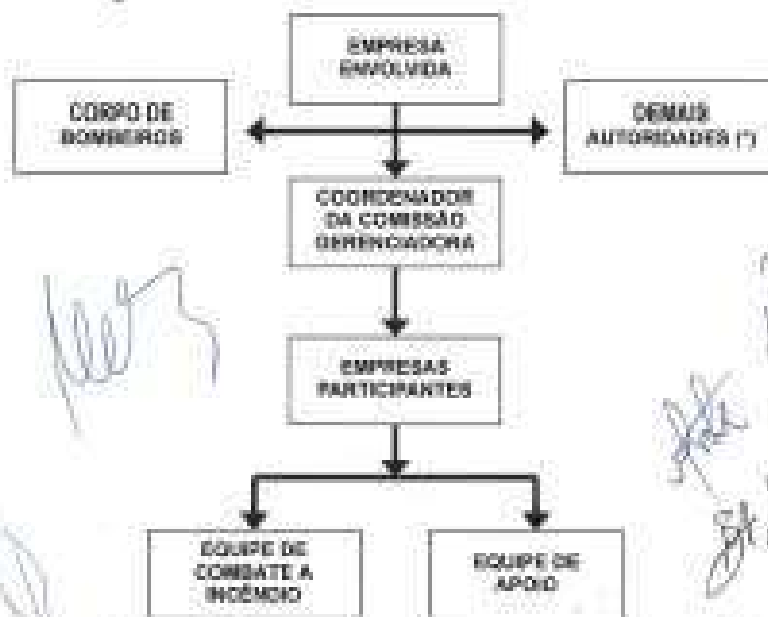 EMPRESA
ENVOLVIDA
CORPO DE
BOMBEIROS
DEMAIS
AUTORIDADES (*)
COORDENADOR
DA COMISSÃO
GERENCIADORA
EMPRESAS
PARTICIPANTES
EQUIPE DE
COMBATE A
INCÊNDIO
EQUIPE DE
APOIO